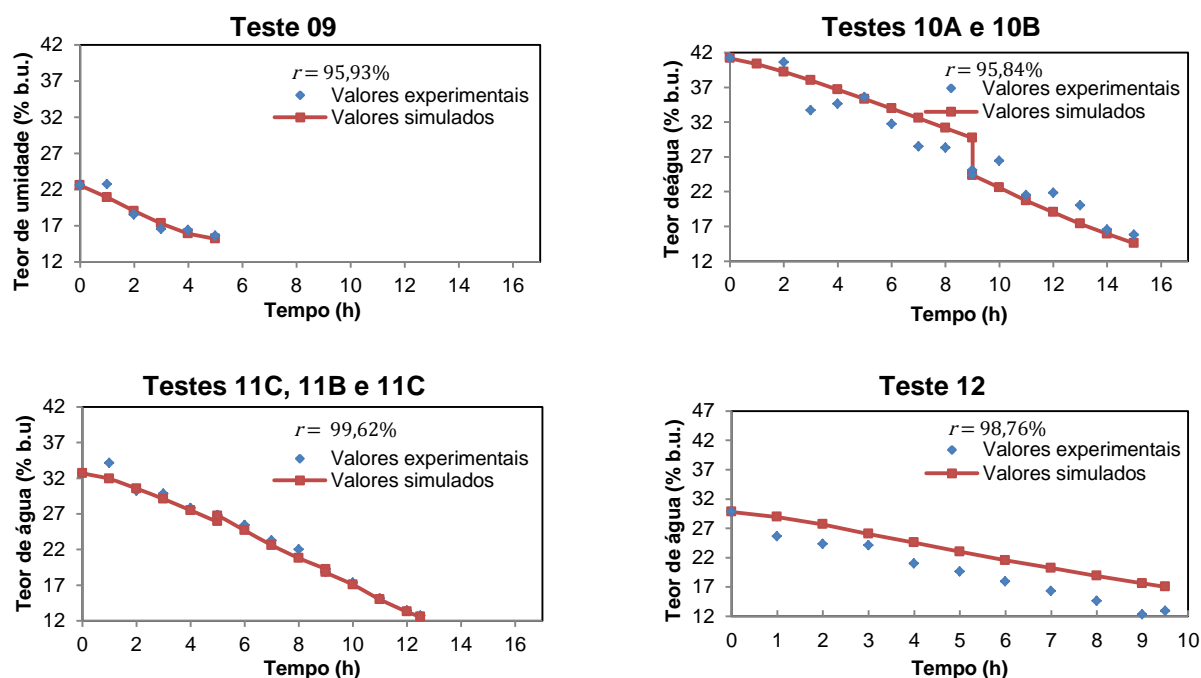 Teste 09
Teor de umidade (% b.u.)
42
37
32
27
22
17
12
r = 95,93%
Valores experimentais
Valores simulados
0 2 4 6 8 10 12 14 16
Tempo (h)
Testes 10A e 10B
Teor deágua (% b.u.)
42
37
32
27
22
17
12
r = 95,84%
Valores experimentais
Valores simulados
0 2 4 6 8 10 12 14 16
Tempo (h)
Testes 11C, 11B e 11C
Teor de água (% b.u)
42
37
32
27
22
17
12
r = 99,62%
Valores experimentais
Valores simulados
0 2 4 6 8 10 12 14 16
Tempo (h)
Teste 12
Teor de água (% b.u.)
47
42
37
32
27
22
17
12
r = 98,76%
Valores experimentais
Valores simulados
0 1 2 3 4 5 6 7 8 9 10
Tempo (h)